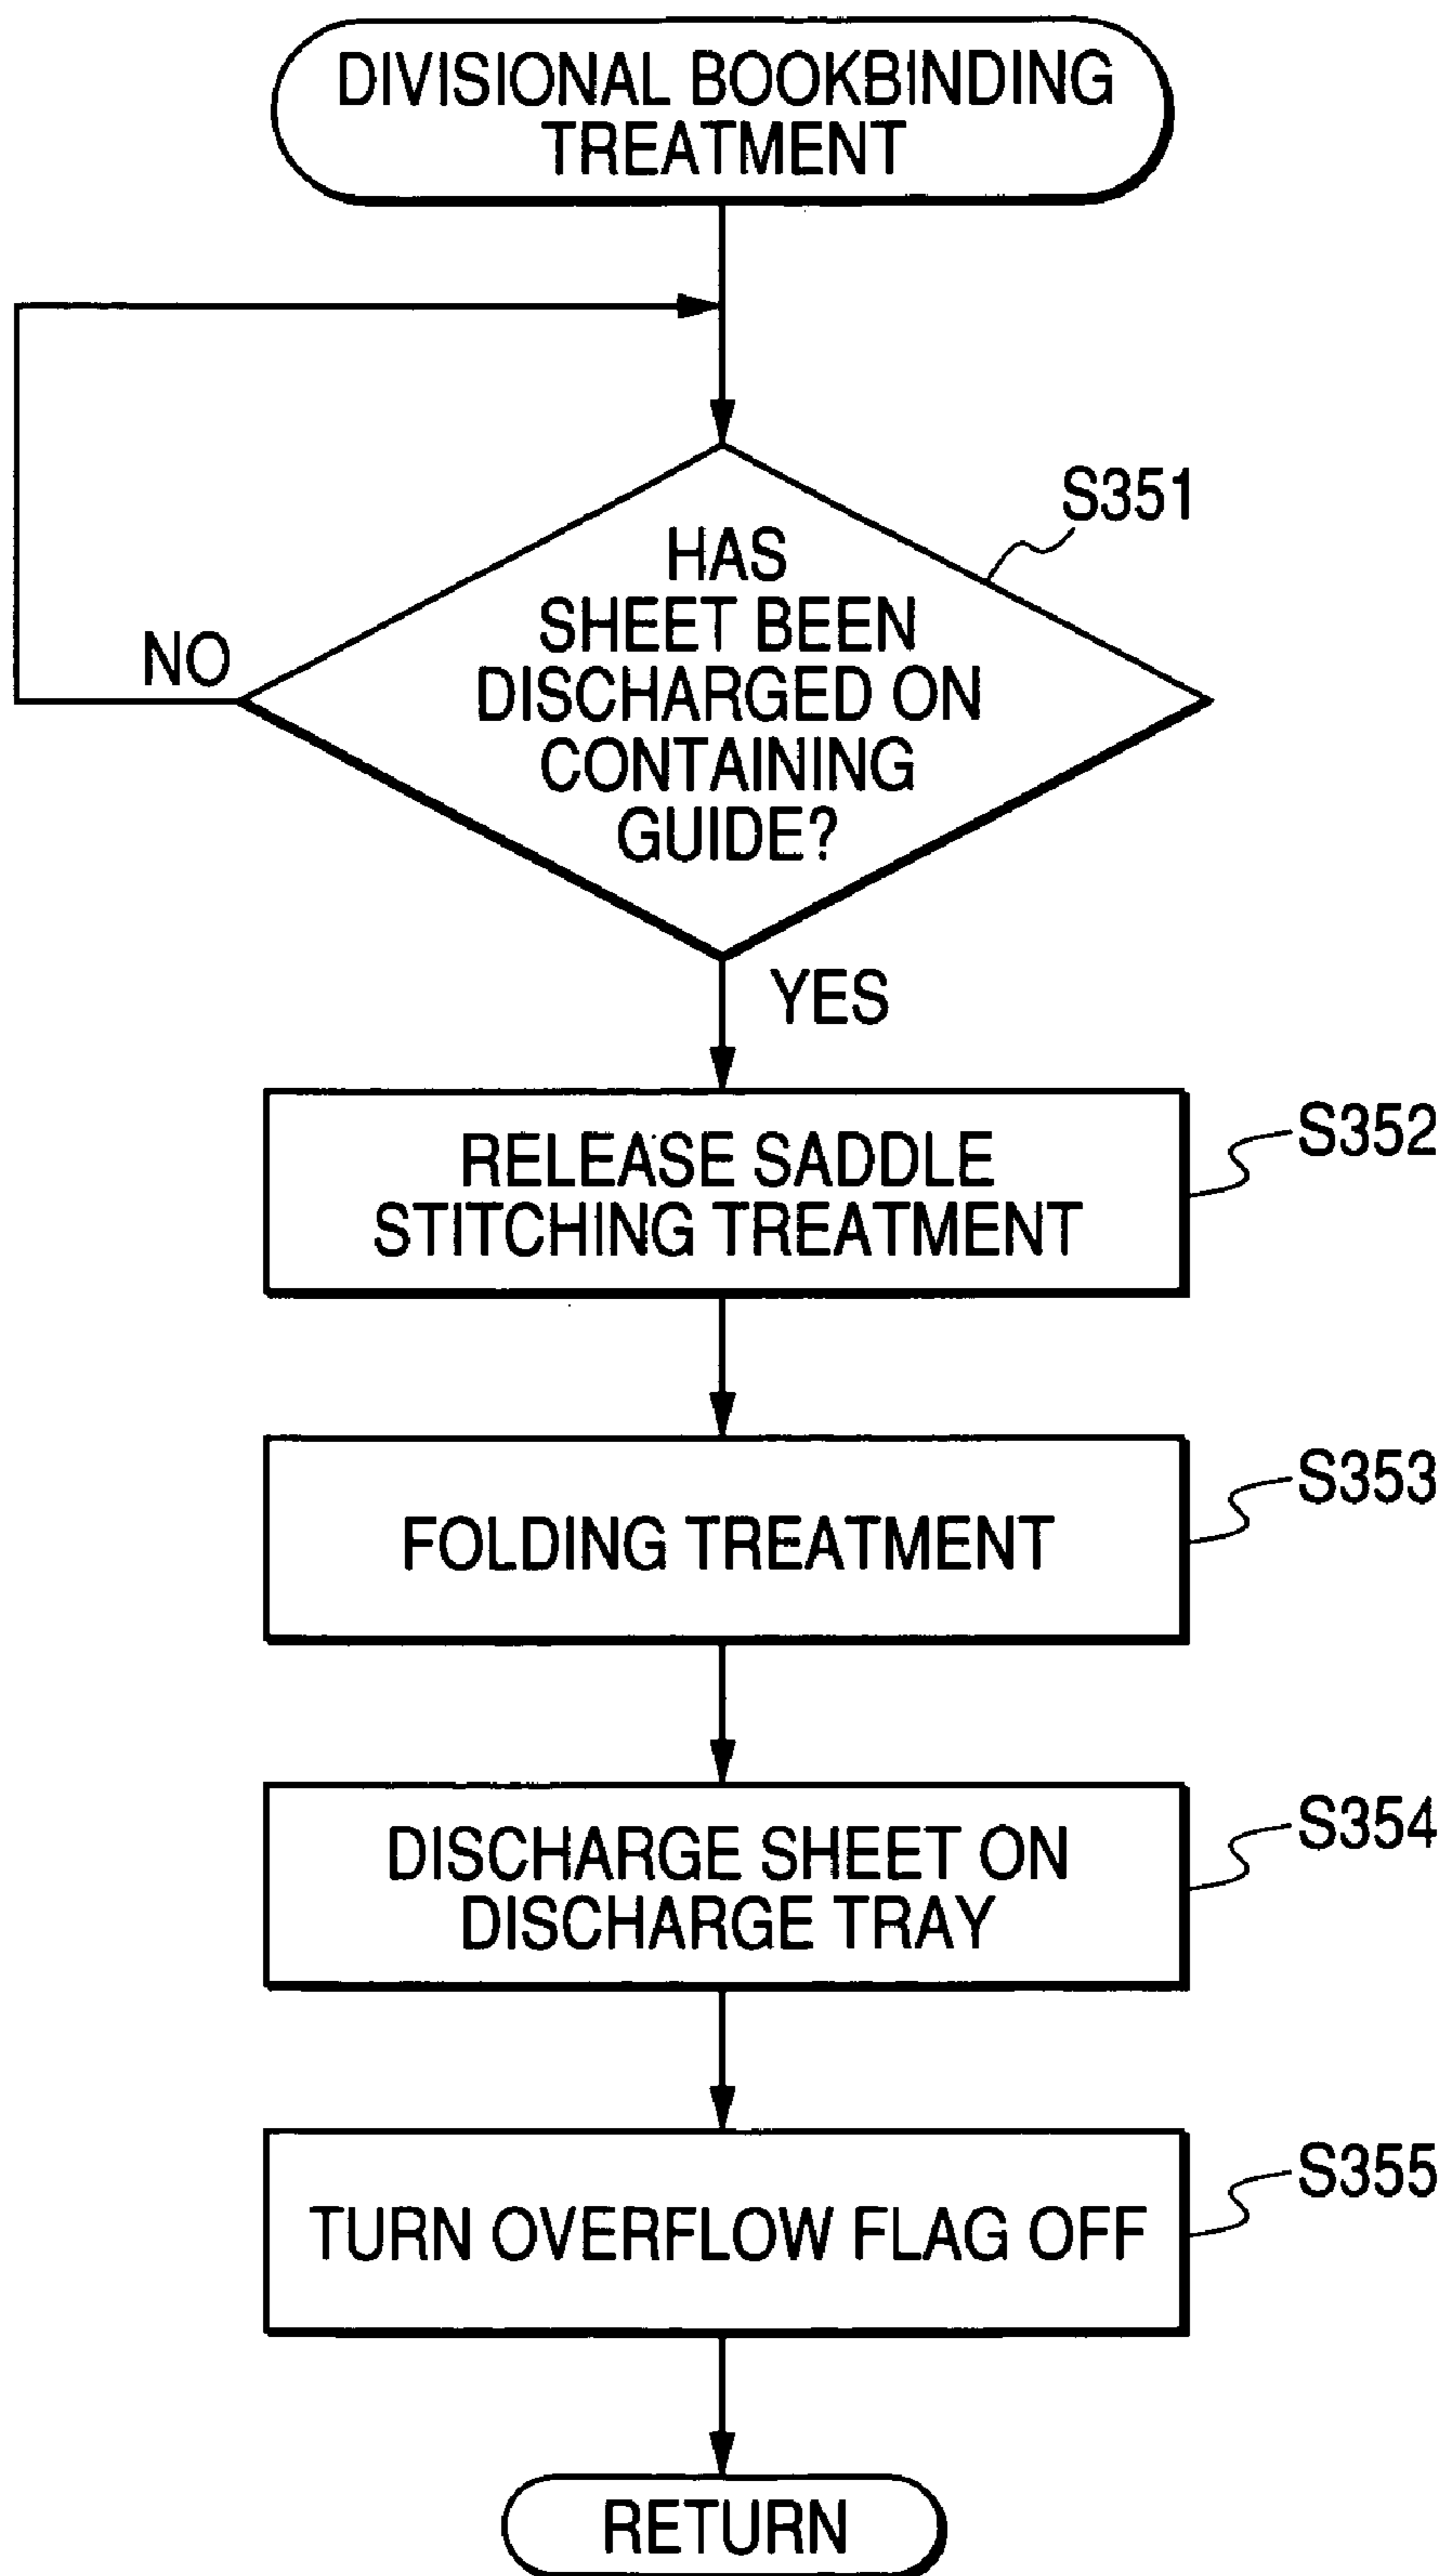 DIVISIONAL BOOKBINDING
TREATMENT
S351
HAS
SHEET BEEN
DISCHARGED ON
CONTAINING
GUIDE?
NO
YES
RELEASE SADDLE
STITCHING TREATMENT
S352
FOLDING TREATMENT
S353
DISCHARGE SHEET ON
DISCHARGE TRAY
S354
TURN OVERFLOW FLAG OFF
S355
RETURN